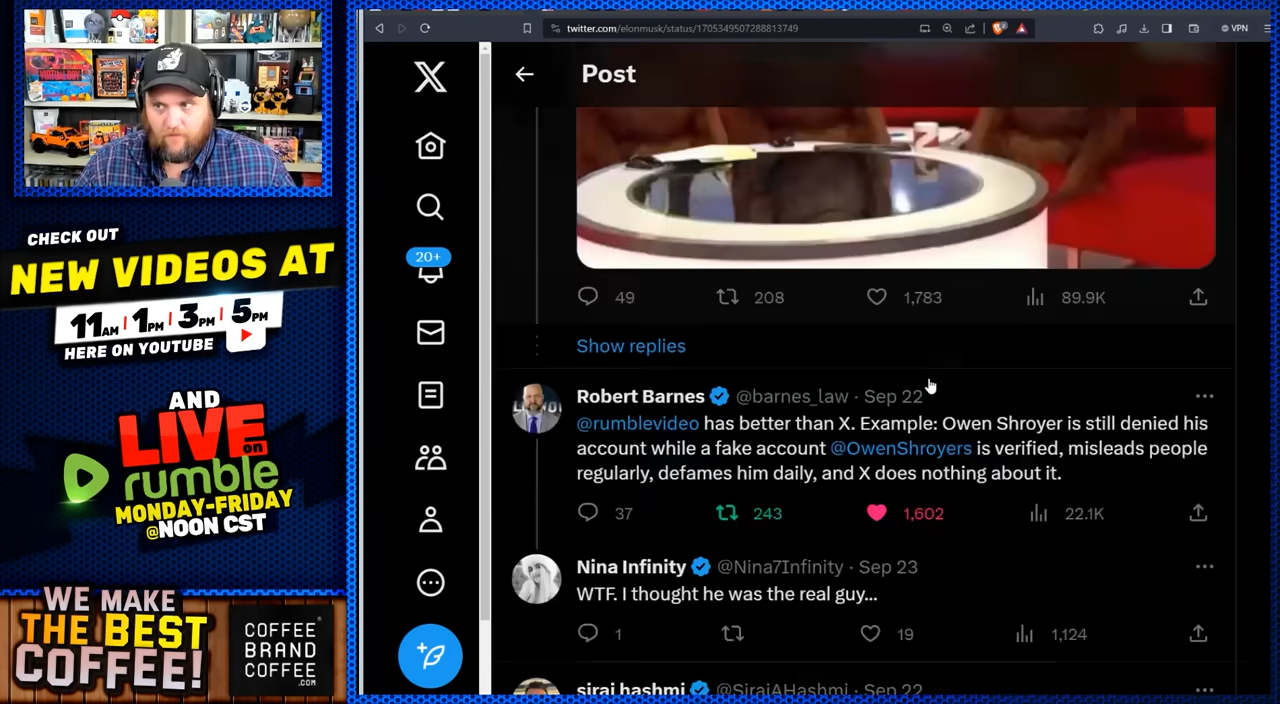 CHECK OUT
NEW VIDEOS AT
11AM | 1PM | 3PM | 5PM
HERE ON YOUTUBE
AND
LIVE
on
rumble
MONDAY-FRIDAY
@NOON CST
WE MAKE
THE BEST
COFFEE!
COFFEE
BRAND
COFFEE
.COM
twitter.com/elonmusk/status/1705349507288813749
VPN
X
20+
Post
49 208 1,783 89.9K
Show replies
Robert Barnes @barnes_law · Sep 22
@rumblevideo has better than X. Example: Owen Shroyer is still denied his
account while a fake account @OwenShroyers is verified, misleads people
regularly, defames him daily, and X does nothing about it.
37 243 1,602 22.1K
Nina Infinity @Nina7Infinity · Sep 23
WTF. I thought he was the real guy...
1 19 1,124
siraj hashmi @SirajAHashmi · Sep 22